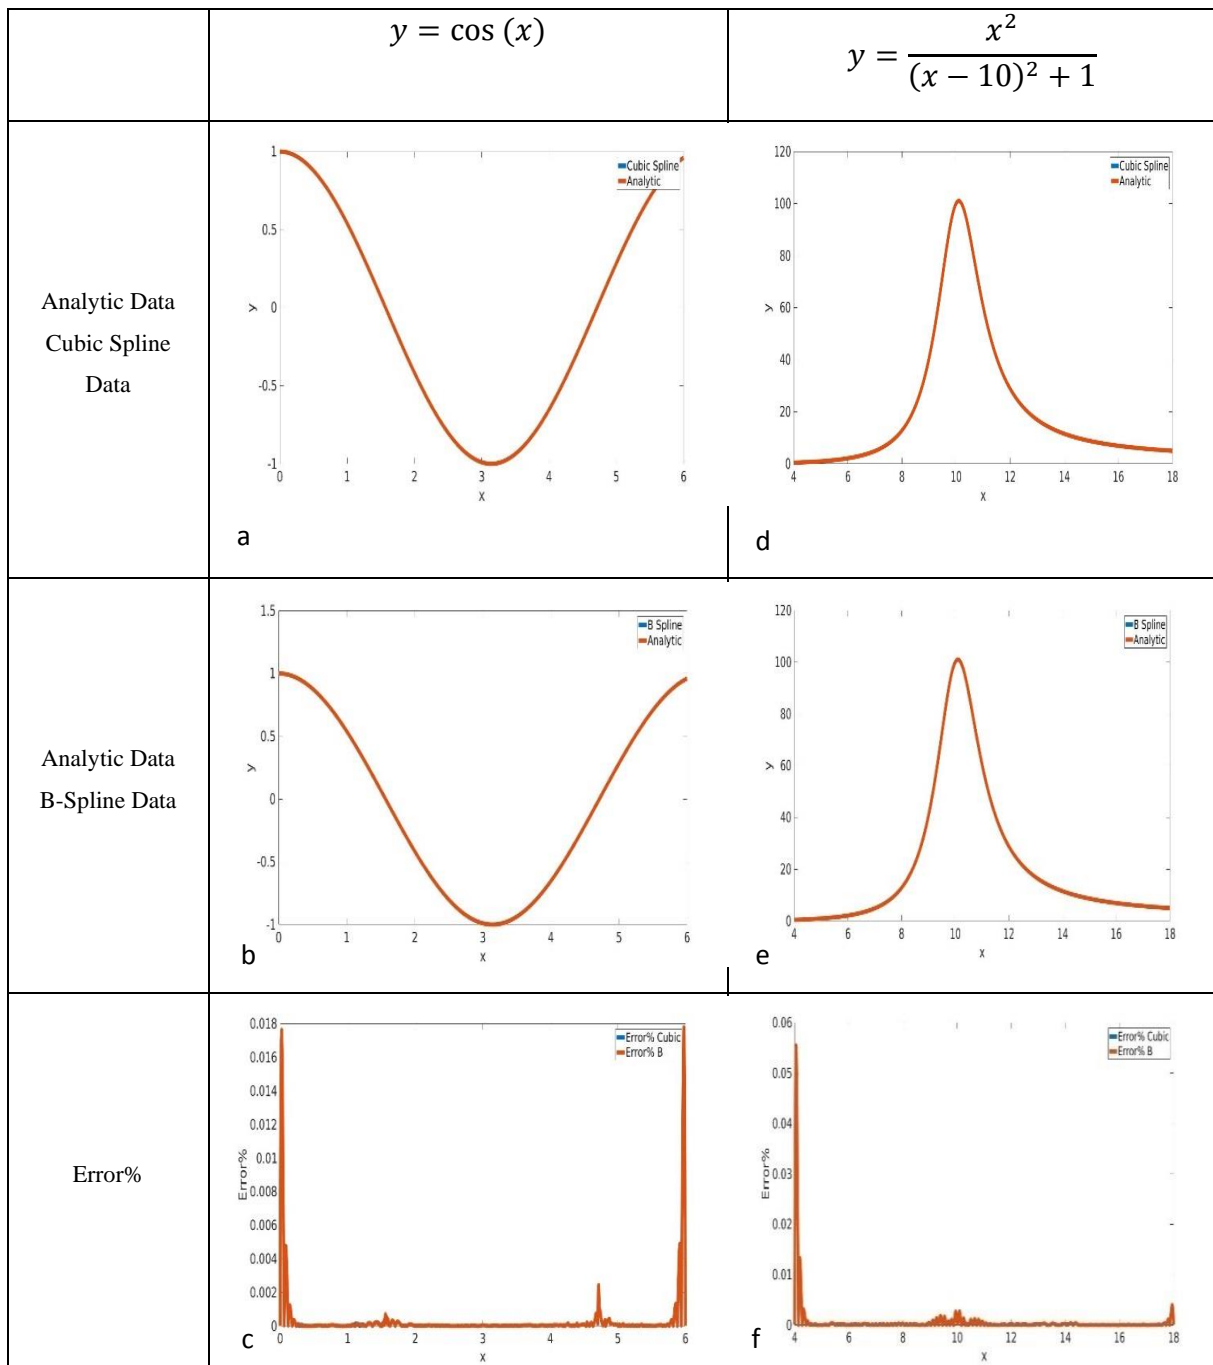 y = cos (x)
y = x² / (x − 10)² + 1
Analytic Data
Cubic Spline
Data
1
0.5
0
-0.5
-1
0
1
2
3
4
5
6
y
x
Cubic Spline
Analytic
a
120
100
80
60
40
20
0
4
6
8
10
12
14
16
18
y
x
Cubic Spline
Analytic
d
Analytic Data
B-Spline Data
1.5
1
0.5
0
-0.5
-1
0
1
2
3
4
5
6
y
x
B Spline
Analytic
b
120
100
80
60
40
20
0
4
6
8
10
12
14
16
18
y
x
B Spline
Analytic
e
Error%
0.018
0.016
0.014
0.012
0.01
0.008
0.006
0.004
0.002
0
0
1
2
3
4
5
6
Error%
x
Error% Cubic
Error% B
c
0.06
0.05
0.04
0.03
0.02
0.01
0
4
6
8
10
12
14
16
18
Error%
x
Error% Cubic
Error% B
f